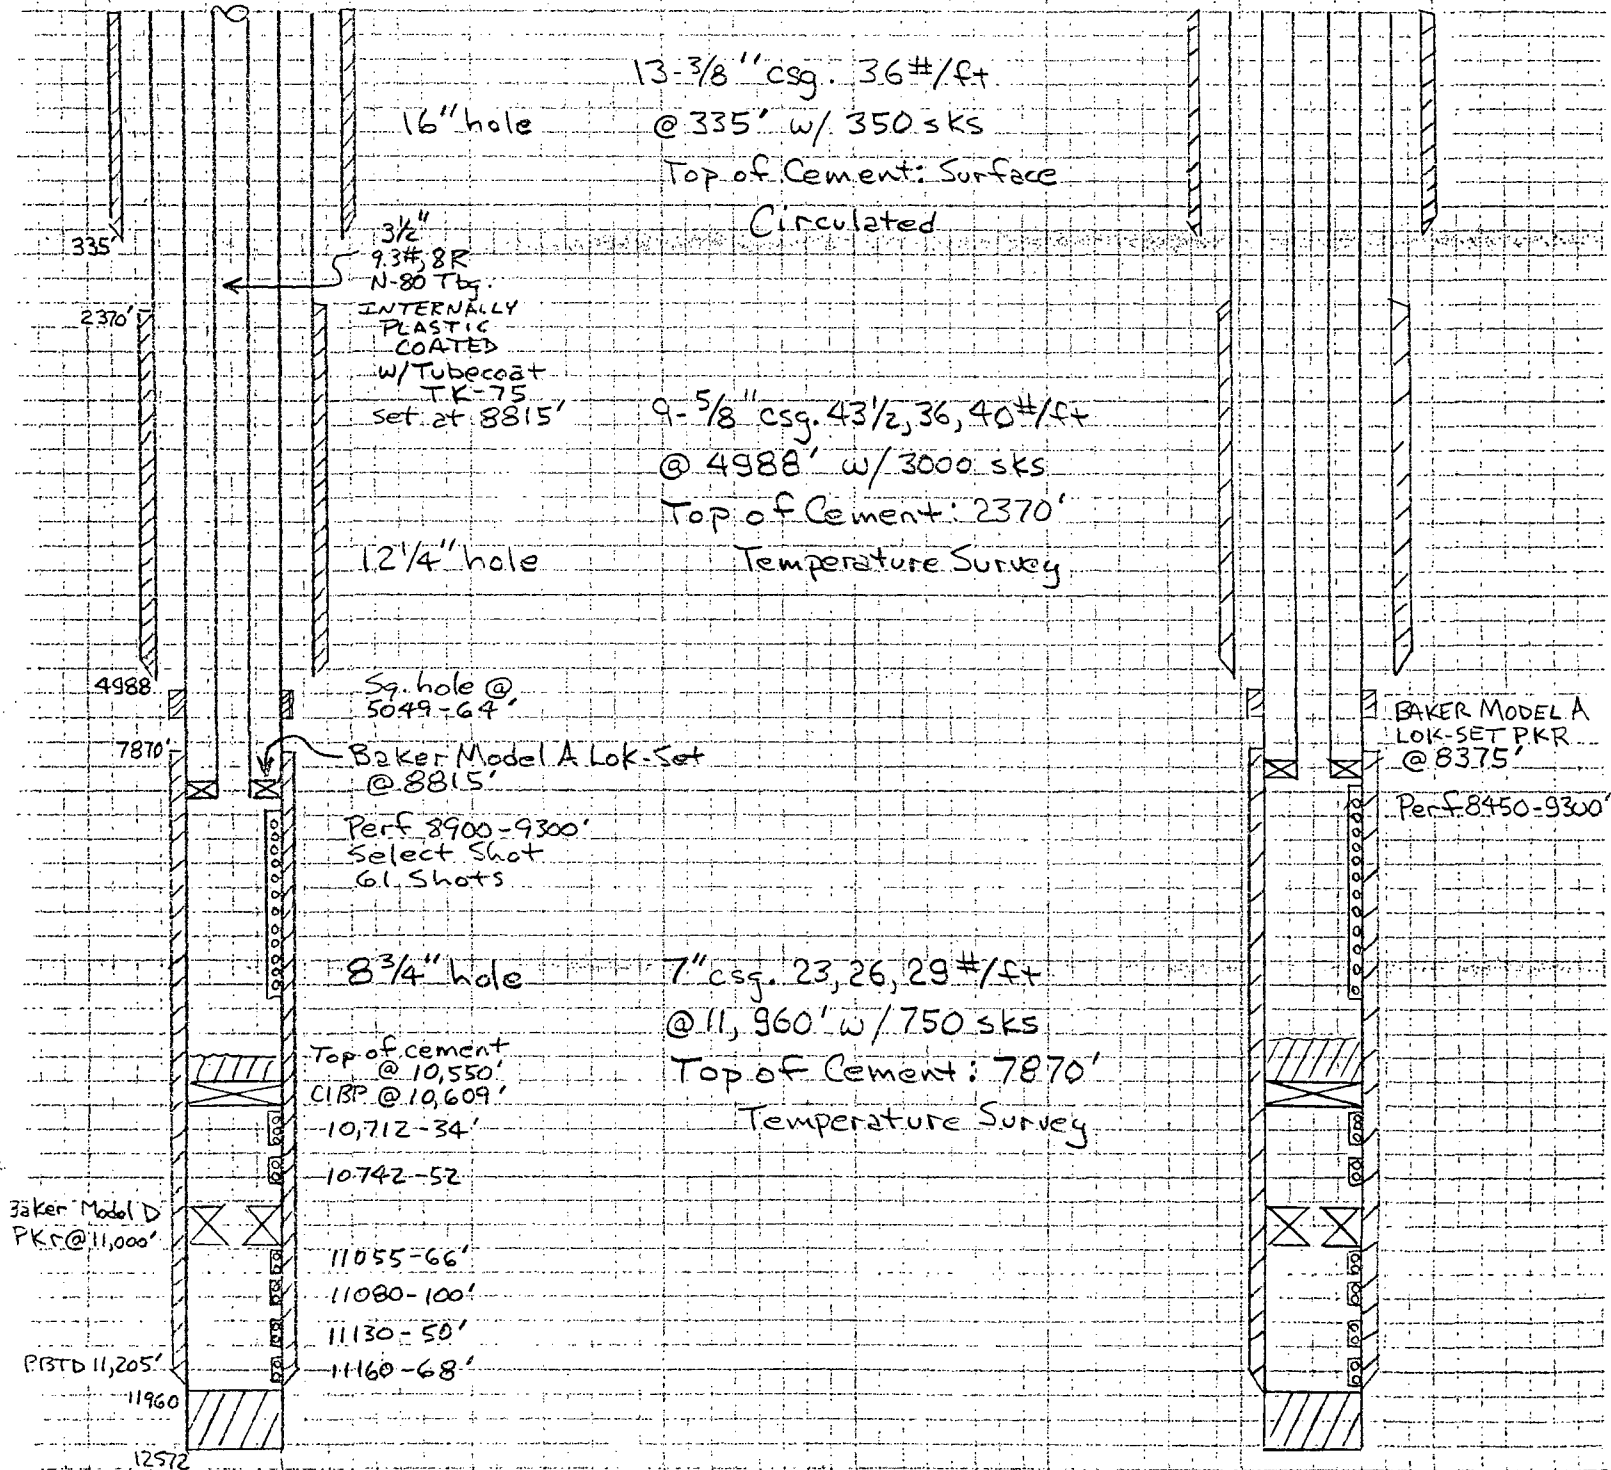 13-3/8" csg. 36#/ft
16" hole
@ 335' w/ 350 sks
Top of Cement: Surface
Circulated
335'
3½"
9.3#, 8R
N-80 Tbg.
INTERNALLY
PLASTIC
COATED
w/Tubecoat
TK-75
set at 8815'
2370'
9-5/8" csg. 43½, 36, 40#/ft
@ 4988' w/ 3000 sks
Top of Cement: 2370'
12¼" hole
Temperature Survey
4988
Sq. hole @
5049-64'
7870'
Baker Model A Lok-Set
@ 8815'
BAKER MODEL A
LOK-SET PKR
@ 8375'
Perf 8450-9300'
Perf 8900-9300'
Select Shot
61 Shots
8¾" hole
7" csg. 23, 26, 29#/ft
@ 11,960' w/ 750 sks
Top of Cement: 7870'
Temperature Survey
Top of cement
@ 10,550'
CIBP @ 10,609'
10,712-34'
10742-52
Baker Model D
PKr @ 11,000'
11055-66'
11080-100'
11130-50'
11160-68'
PBTD 11,205'
11960
12572